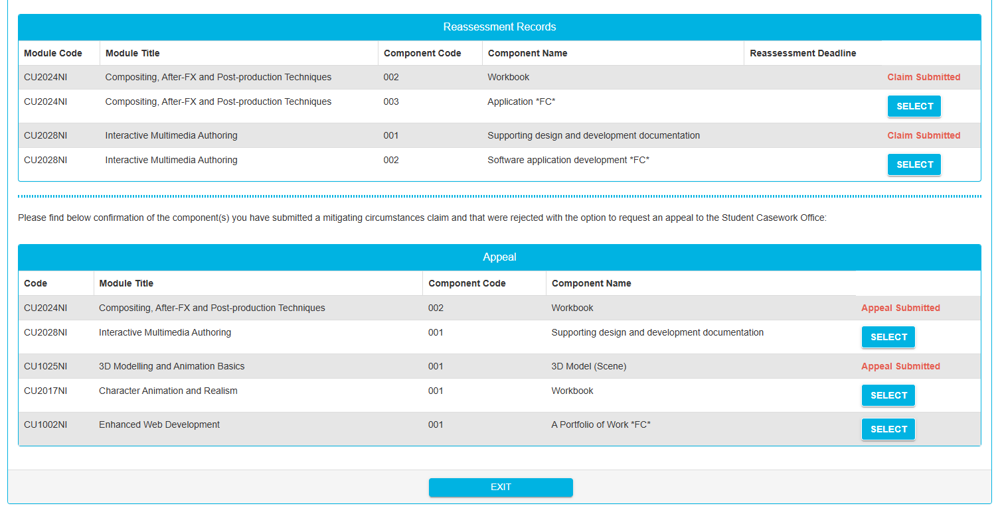 Reassessment Records
Module Code Module Title Component Code Component Name Reassessment Deadline
CU2024NI Compositing, After-FX and Post-production Techniques 002 Workbook Claim Submitted
CU2024NI Compositing, After-FX and Post-production Techniques 003 Application *FC* SELECT
CU2028NI Interactive Multimedia Authoring 001 Supporting design and development documentation Claim Submitted
CU2028NI Interactive Multimedia Authoring 002 Software application development *FC* SELECT
Please find below confirmation of the component(s) you have submitted a mitigating circumstances claim and that were rejected with the option to request an appeal to the Student Casework Office:
Appeal
Code Module Title Component Code Component Name
CU2024NI Compositing, After-FX and Post-production Techniques 002 Workbook Appeal Submitted
CU2028NI Interactive Multimedia Authoring 001 Supporting design and development documentation SELECT
CU1025NI 3D Modelling and Animation Basics 001 3D Model (Scene) Appeal Submitted
CU2017NI Character Animation and Realism 001 Workbook SELECT
CU1002NI Enhanced Web Development 001 A Portfolio of Work *FC* SELECT
EXIT